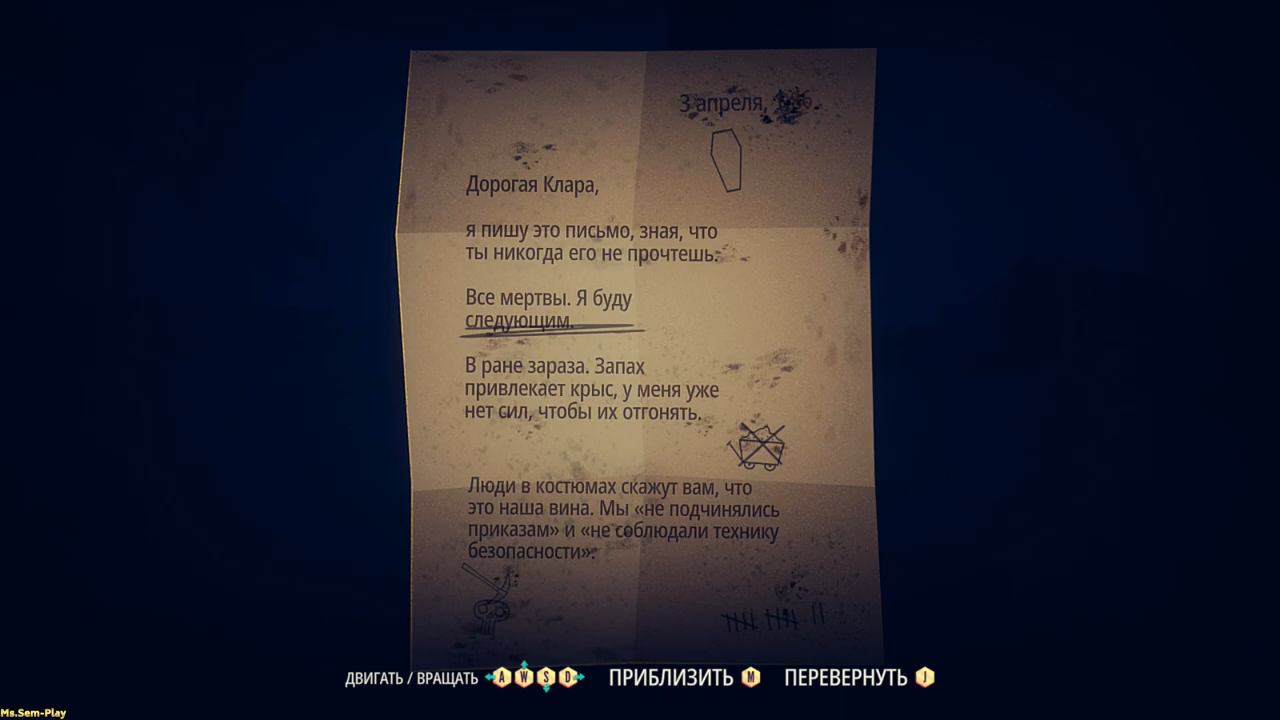 3 апреля,
Дорогая Клара,
я пишу это письмо, зная, что
ты никогда его не прочтешь.
Все мертвы. Я буду
следующим.
В ране зараза. Запах
привлекает крыс, у меня уже
нет сил, чтобы их отгонять.
Люди в костюмах скажут вам, что
это наша вина. Мы «не подчинялись
приказам» и «не соблюдали технику
безопасности».
ДВИГАТЬ / ВРАЩАТЬ A W S D ПРИБЛИЗИТЬ M ПЕРЕВЕРНУТЬ J
Ms.Sem-Play